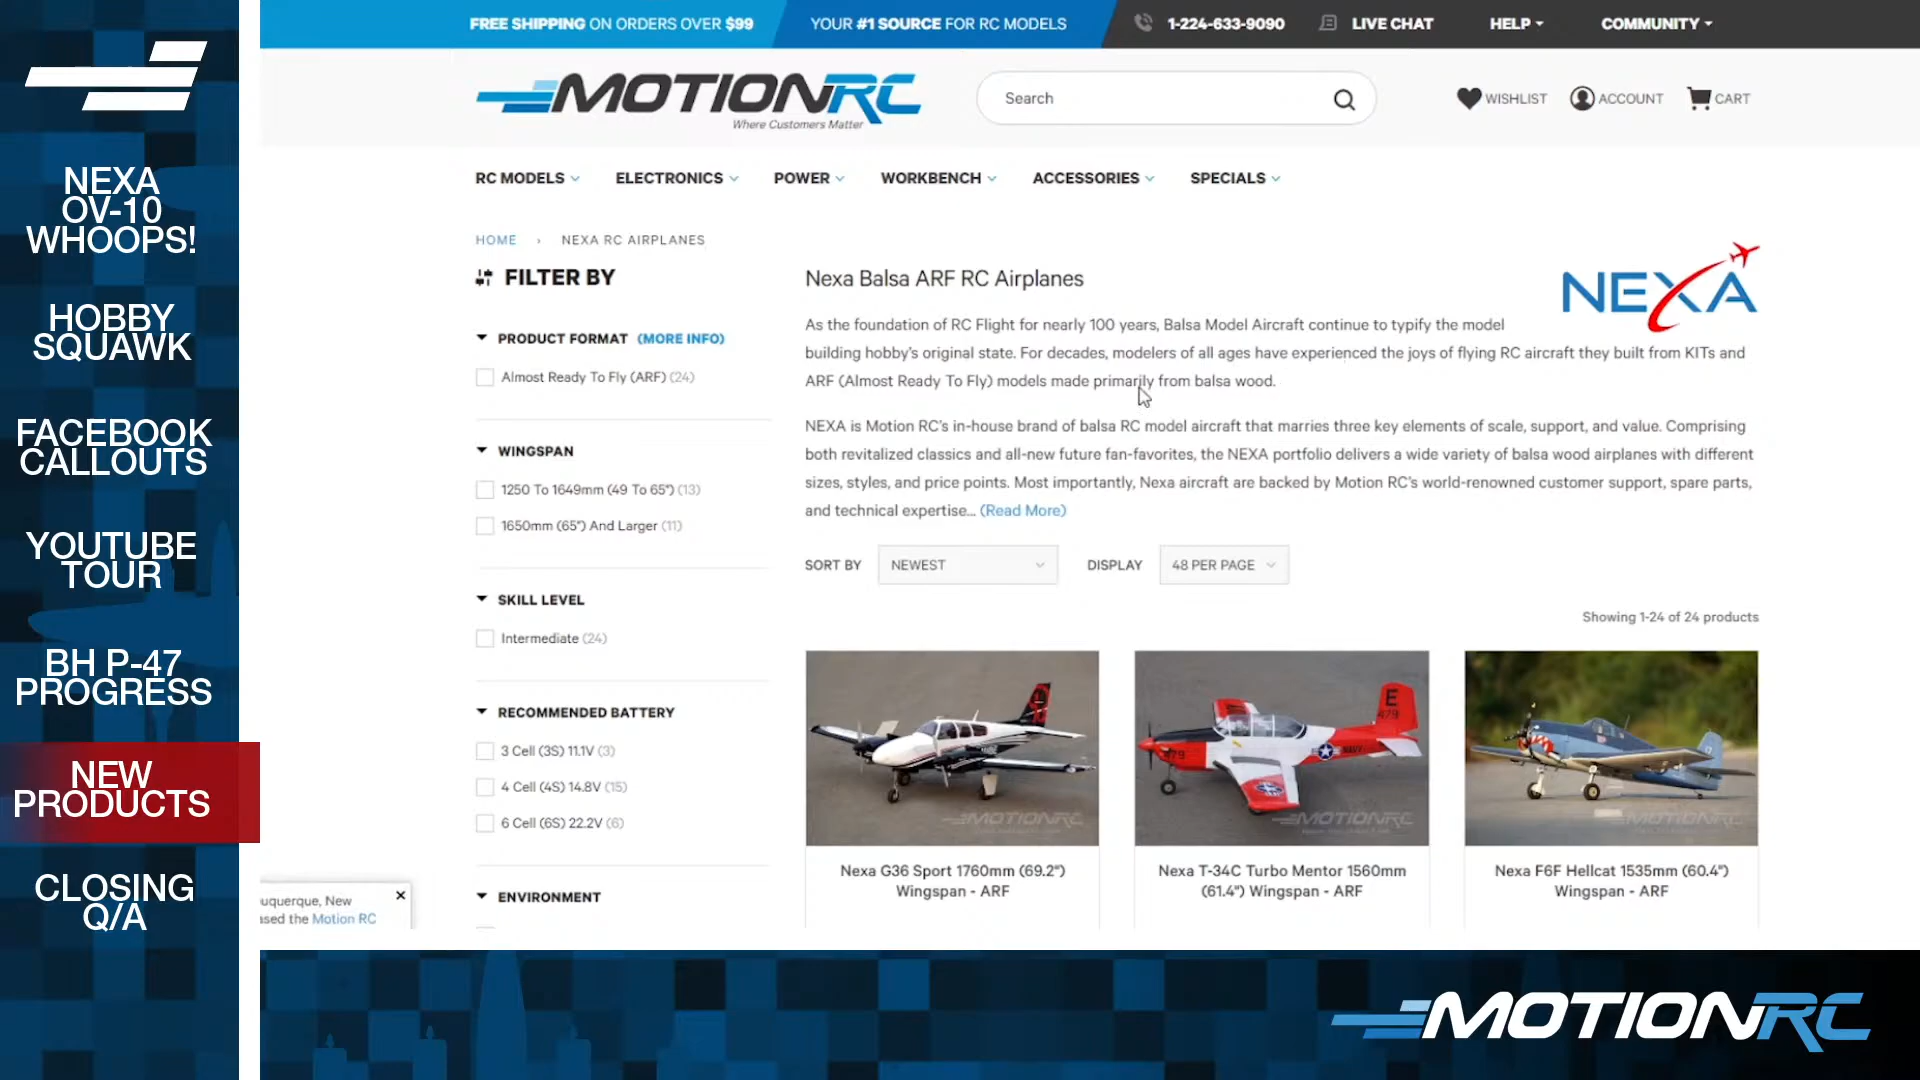 NEXA
OV-10
WHOOPS!
HOBBY
SQUAWK
FACEBOOK
CALLOUTS
YOUTUBE
TOUR
BH P-47
PROGRESS
NEW
PRODUCTS
CLOSING
Q/A
FREE SHIPPING ON ORDERS OVER $99
YOUR #1 SOURCE FOR RC MODELS
1-224-633-9090
LIVE CHAT
HELP
COMMUNITY
MOTIONRC
Where Customers Matter
Search
WISHLIST
ACCOUNT
CART
RC MODELS
ELECTRONICS
POWER
WORKBENCH
ACCESSORIES
SPECIALS
HOME › NEXA RC AIRPLANES
FILTER BY
PRODUCT FORMAT (MORE INFO)
Almost Ready To Fly (ARF) (24)
WINGSPAN
1250 To 1649mm (49 To 65") (13)
1650mm (65") And Larger (11)
SKILL LEVEL
Intermediate (24)
RECOMMENDED BATTERY
3 Cell (3S) 11.1V (3)
4 Cell (4S) 14.8V (15)
6 Cell (6S) 22.2V (6)
ENVIRONMENT
uquerque, New
ased the Motion RC
Nexa Balsa ARF RC Airplanes
NEXA
As the foundation of RC Flight for nearly 100 years, Balsa Model Aircraft continue to typify the model
building hobby's original state. For decades, modelers of all ages have experienced the joys of flying RC aircraft they built from KITs and
ARF (Almost Ready To Fly) models made primarily from balsa wood.
NEXA is Motion RC's in-house brand of balsa RC model aircraft that marries three key elements of scale, support, and value. Comprising
both revitalized classics and all-new future fan-favorites, the NEXA portfolio delivers a wide variety of balsa wood airplanes with different
sizes, styles, and price points. Most importantly, Nexa aircraft are backed by Motion RC's world-renowned customer support, spare parts,
and technical expertise... (Read More)
SORT BY
NEWEST
DISPLAY
48 PER PAGE
Showing 1-24 of 24 products
MOTIONRC
E
479
479
NAVY
MOTIONRC
17
MOTIONRC
Nexa G36 Sport 1760mm (69.2")
Wingspan - ARF
Nexa T-34C Turbo Mentor 1560mm
(61.4") Wingspan - ARF
Nexa F6F Hellcat 1535mm (60.4")
Wingspan - ARF
MOTIONRC